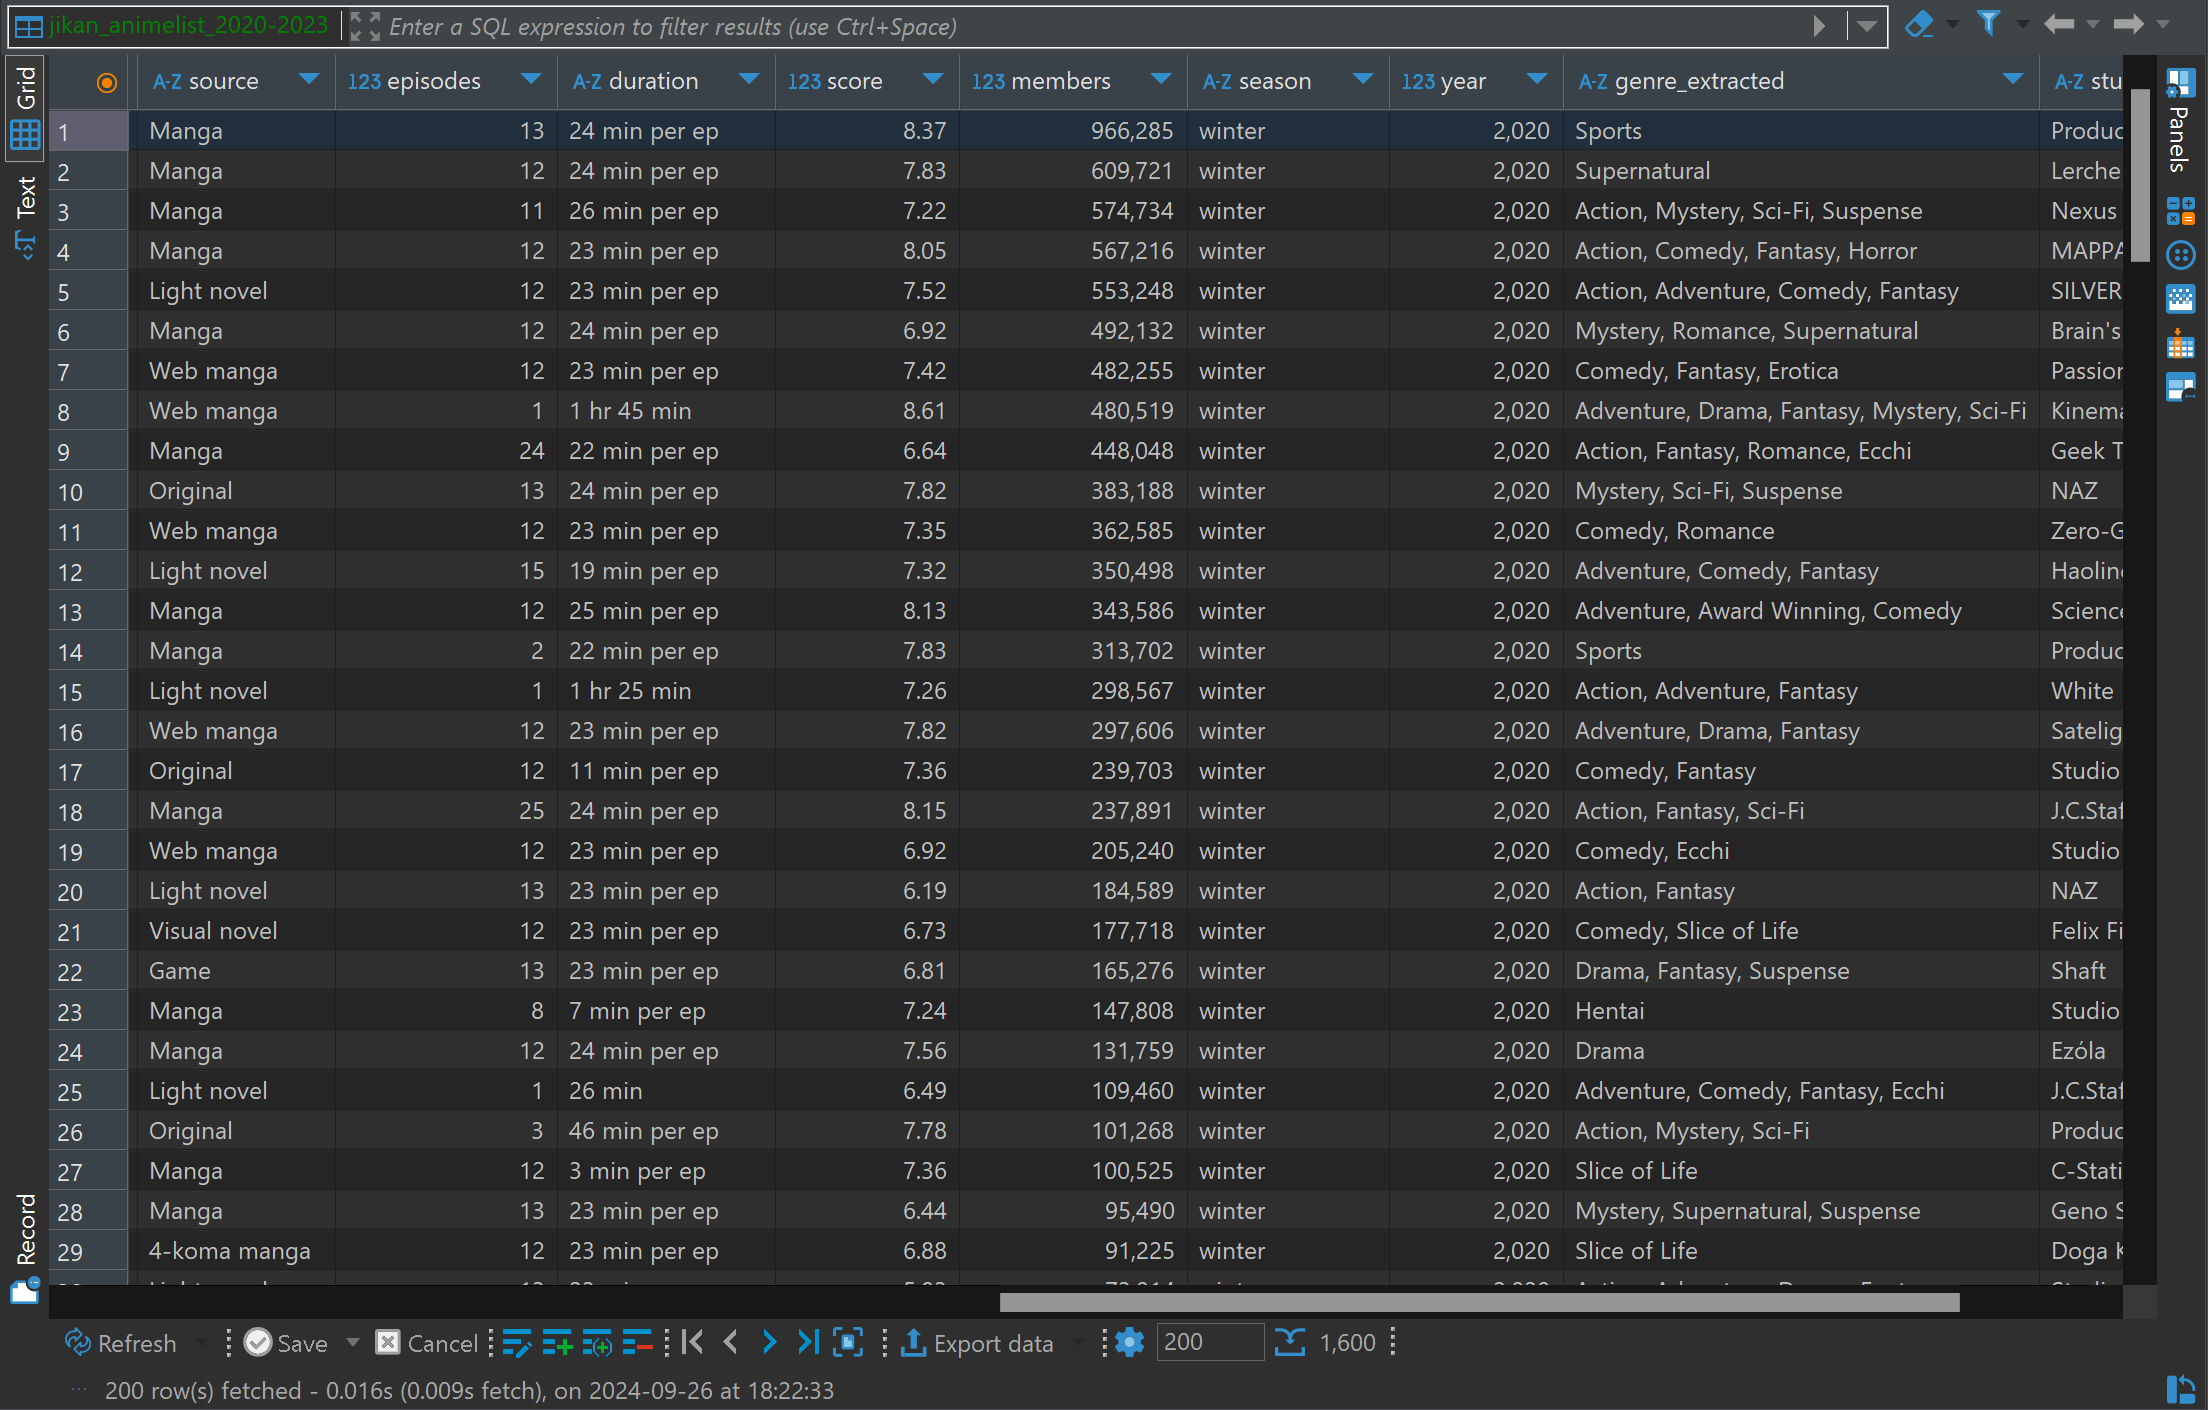 jikan_animelist_2020-2023 Enter a SQL expression to filter results (use Ctrl+Space)
Grid
Text
Record
Panels
A-Z source 123 episodes A-Z duration 123 score 123 members A-Z season 123 year A-Z genre_extracted A-Z stu
1 Manga 13 24 min per ep 8.37 966,285 winter 2,020 Sports Produc
2 Manga 12 24 min per ep 7.83 609,721 winter 2,020 Supernatural Lerche
3 Manga 11 26 min per ep 7.22 574,734 winter 2,020 Action, Mystery, Sci-Fi, Suspense Nexus
4 Manga 12 23 min per ep 8.05 567,216 winter 2,020 Action, Comedy, Fantasy, Horror MAPPA
5 Light novel 12 23 min per ep 7.52 553,248 winter 2,020 Action, Adventure, Comedy, Fantasy SILVER
6 Manga 12 24 min per ep 6.92 492,132 winter 2,020 Mystery, Romance, Supernatural Brain's
7 Web manga 12 23 min per ep 7.42 482,255 winter 2,020 Comedy, Fantasy, Erotica Passion
8 Web manga 1 1 hr 45 min 8.61 480,519 winter 2,020 Adventure, Drama, Fantasy, Mystery, Sci-Fi Kinema
9 Manga 24 22 min per ep 6.64 448,048 winter 2,020 Action, Fantasy, Romance, Ecchi Geek T
10 Original 13 24 min per ep 7.82 383,188 winter 2,020 Mystery, Sci-Fi, Suspense NAZ
11 Web manga 12 23 min per ep 7.35 362,585 winter 2,020 Comedy, Romance Zero-G
12 Light novel 15 19 min per ep 7.32 350,498 winter 2,020 Adventure, Comedy, Fantasy Haoline
13 Manga 12 25 min per ep 8.13 343,586 winter 2,020 Adventure, Award Winning, Comedy Science
14 Manga 2 22 min per ep 7.83 313,702 winter 2,020 Sports Produc
15 Light novel 1 1 hr 25 min 7.26 298,567 winter 2,020 Action, Adventure, Fantasy White
16 Web manga 12 23 min per ep 7.82 297,606 winter 2,020 Adventure, Drama, Fantasy Satelig
17 Original 12 11 min per ep 7.36 239,703 winter 2,020 Comedy, Fantasy Studio
18 Manga 25 24 min per ep 8.15 237,891 winter 2,020 Action, Fantasy, Sci-Fi J.C.Staf
19 Web manga 12 23 min per ep 6.92 205,240 winter 2,020 Comedy, Ecchi Studio
20 Light novel 13 23 min per ep 6.19 184,589 winter 2,020 Action, Fantasy NAZ
21 Visual novel 12 23 min per ep 6.73 177,718 winter 2,020 Comedy, Slice of Life Felix Fi
22 Game 13 23 min per ep 6.81 165,276 winter 2,020 Drama, Fantasy, Suspense Shaft
23 Manga 8 7 min per ep 7.24 147,808 winter 2,020 Hentai Studio
24 Manga 12 24 min per ep 7.56 131,759 winter 2,020 Drama Ezóla
25 Light novel 1 26 min 6.49 109,460 winter 2,020 Adventure, Comedy, Fantasy, Ecchi J.C.Staf
26 Original 3 46 min per ep 7.78 101,268 winter 2,020 Action, Mystery, Sci-Fi Produc
27 Manga 12 3 min per ep 7.36 100,525 winter 2,020 Slice of Life C-Stati
28 Manga 13 23 min per ep 6.44 95,490 winter 2,020 Mystery, Supernatural, Suspense Geno S
29 4-koma manga 12 23 min per ep 6.88 91,225 winter 2,020 Slice of Life Doga K
Refresh Save Cancel Export data 200 1,600
200 row(s) fetched - 0.016s (0.009s fetch), on 2024-09-26 at 18:22:33